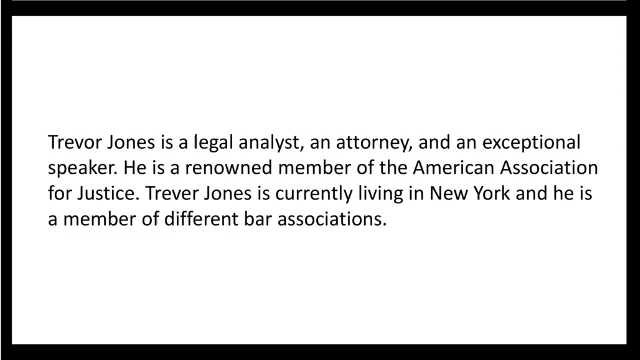 Trevor Jones is a legal analyst, an attorney, and an exceptional
speaker. He is a renowned member of the American Association
for Justice. Trever Jones is currently living in New York and he is
a member of different bar associations.